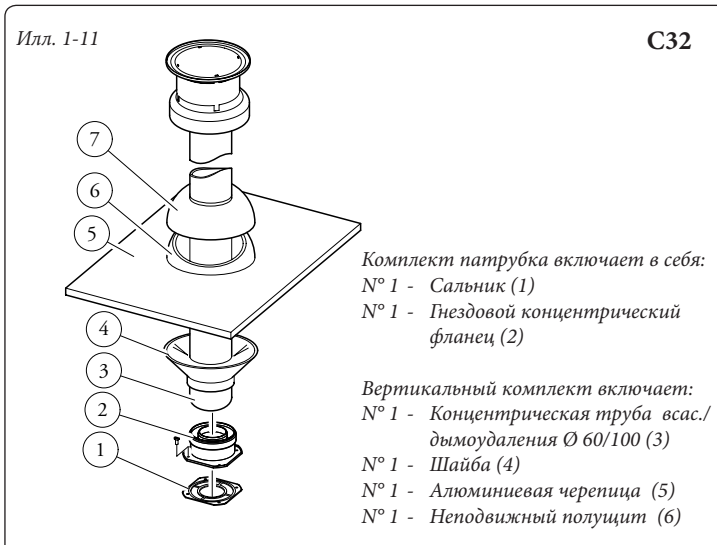 Илл. 1-11
C32
7
6
5
4
3
2
1
Комплект патрубка включает в себя:
N° 1 - Сальник (1)
N° 1 - Гнездовой концентрический
фланец (2)
Вертикальный комплект включает:
N° 1 - Концентрическая труба всас./
дымоудаления Ø 60/100 (3)
N° 1 - Шайба (4)
N° 1 - Алюминиевая черепица (5)
N° 1 - Неподвижный полущит (6)